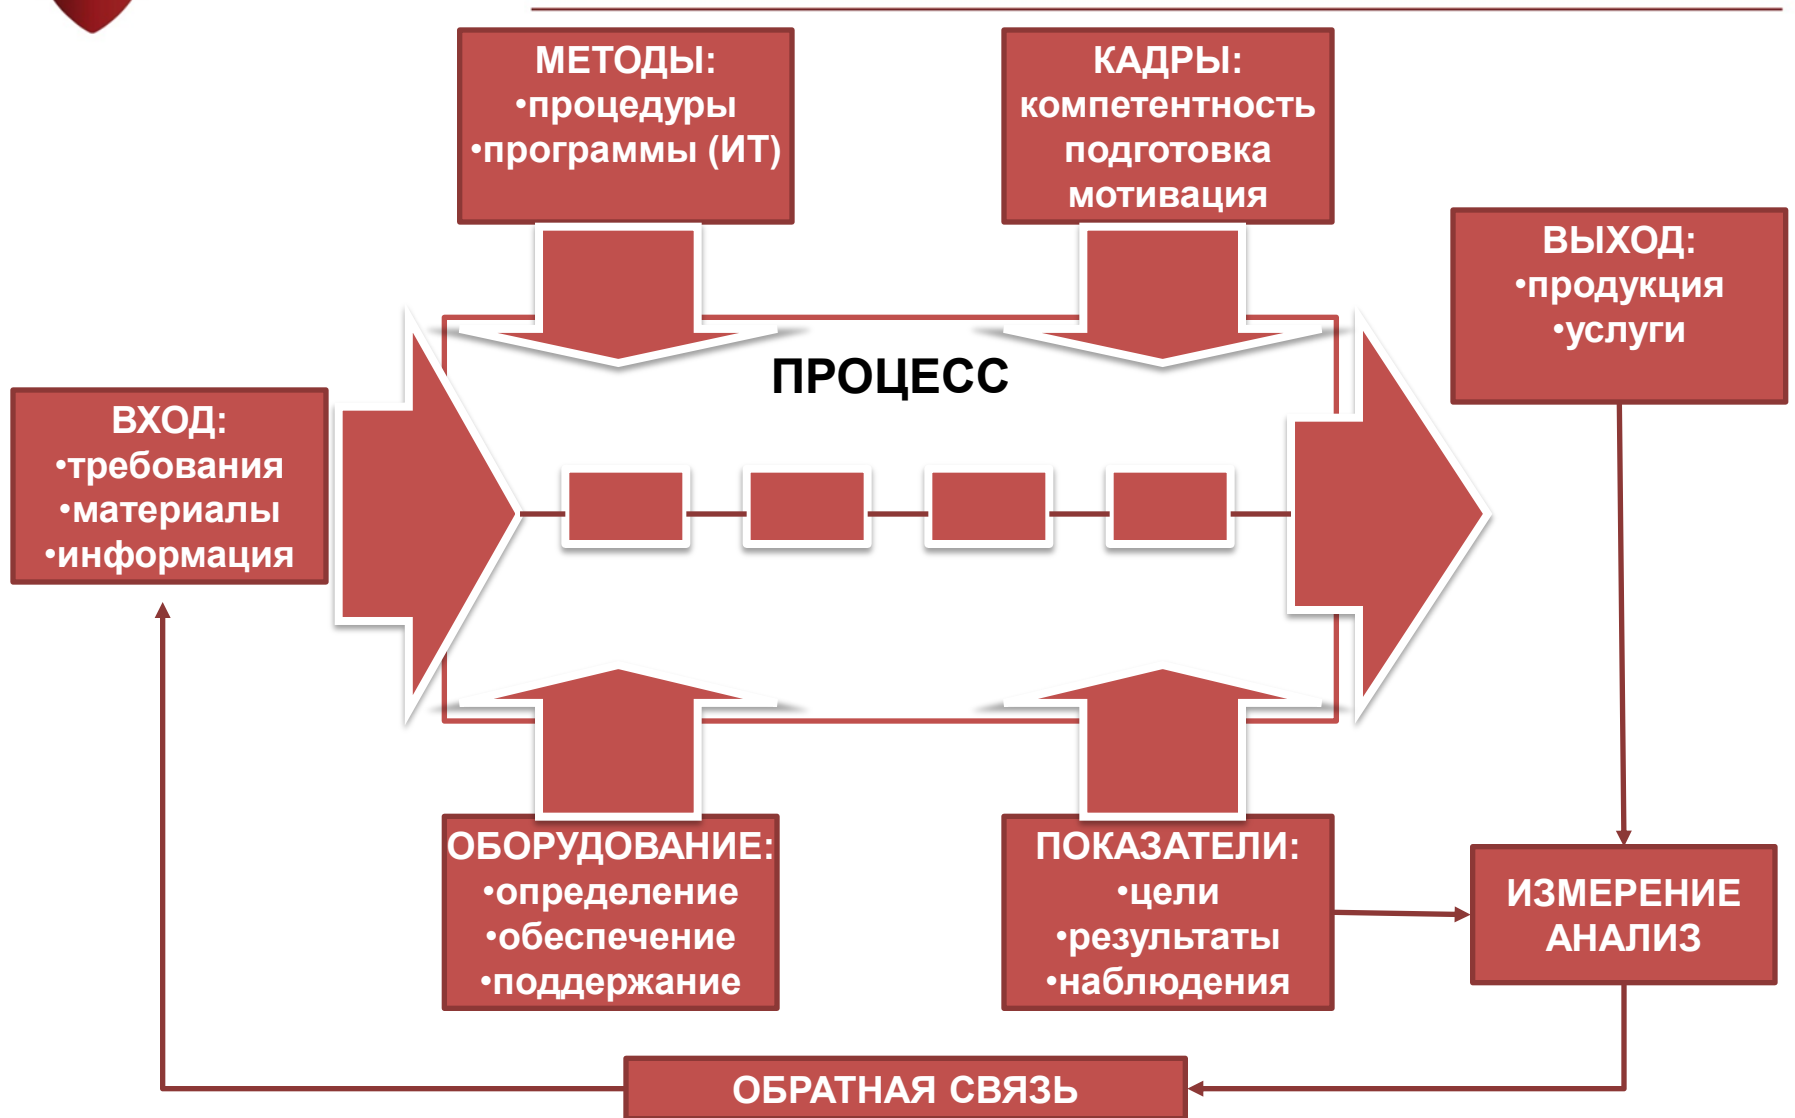 МЕТОДЫ:
•процедуры
•программы (ИТ)
КАДРЫ:
компетентность
подготовка
мотивация
ВЫХОД:
•продукция
•услуги
ПРОЦЕСС
ВХОД:
•требования
•материалы
•информация
ОБОРУДОВАНИЕ:
•определение
•обеспечение
•поддержание
ПОКАЗАТЕЛИ:
•цели
•результаты
•наблюдения
ИЗМЕРЕНИЕ
АНАЛИЗ
ОБРАТНАЯ СВЯЗЬ